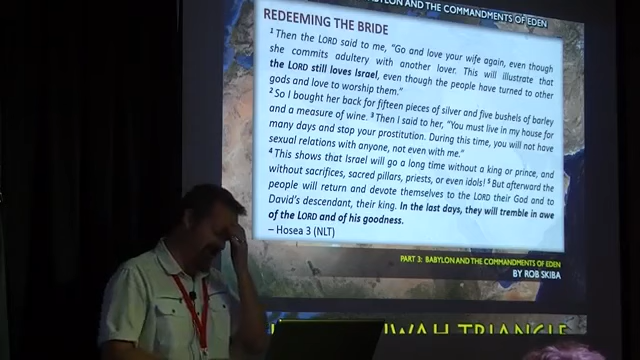 BABYLON AND THE COMMANDMENTS OF EDEN
REDEEMING THE BRIDE
1 Then the LORD said to me, "Go and love your wife again, even though
she commits adultery with another lover. This will illustrate that
the LORD still loves Israel, even though the people have turned to other
gods and love to worship them."
2 So I bought her back for fifteen pieces of silver and five bushels of barley
and a measure of wine. 3 Then I said to her, "You must live in my house for
many days and stop your prostitution. During this time, you will not have
sexual relations with anyone, not even with me."
4 This shows that Israel will go a long time without a king or prince, and
without sacrifices, sacred pillars, priests, or even idols! 5 But afterward the
people will return and devote themselves to the LORD their God and to
David's descendant, their king. In the last days, they will tremble in awe
of the LORD and of his goodness.
– Hosea 3 (NLT)
PART 3: BABYLON AND THE COMMANDMENTS OF EDEN
BY ROB SKIBA
TRIANGLE